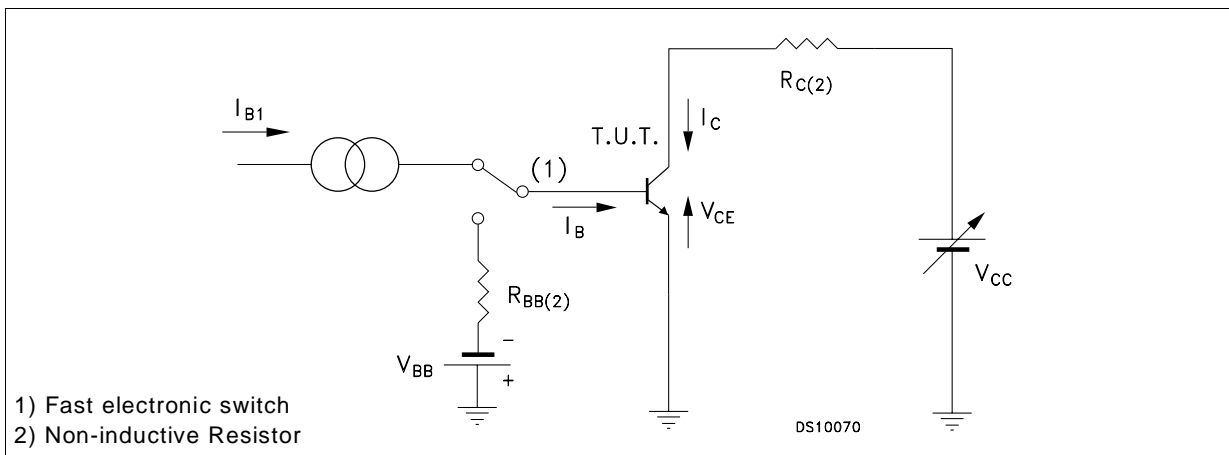 I_B1
R_C(2)
I_C
T.U.T.
(1)
I_B
V_CE
R_BB(2)
V_CC
-
V_BB
+
1) Fast electronic switch
2) Non-inductive Resistor
DS10070